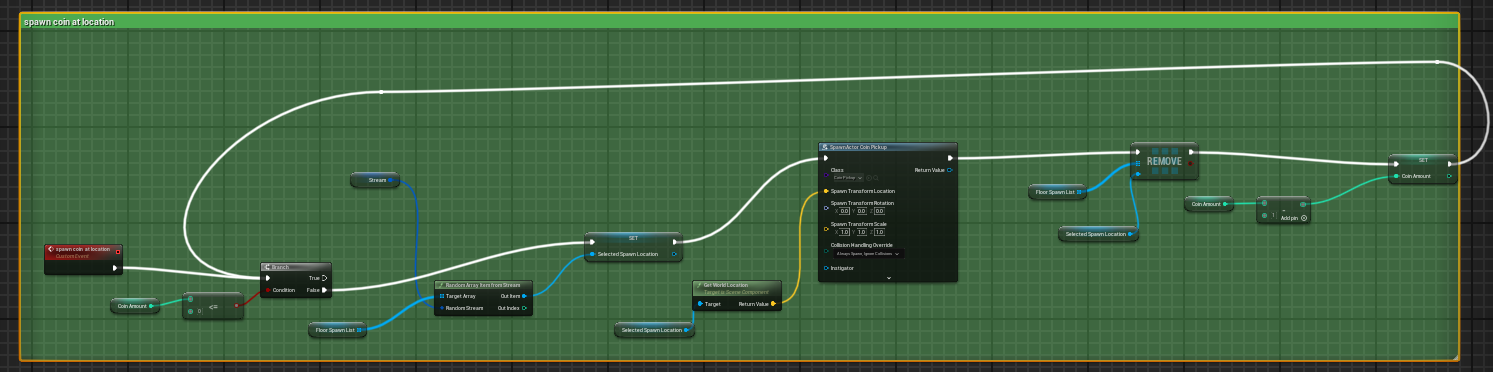 spawn coin at location
SpawnActor Coin Pickup
Class
Return Value
Coin Pickup
Spawn Transform Location
Spawn Transform Rotation
X 0.0 Y 0.0 Z 0.0
Spawn Transform Scale
X 1.0 Y 1.0 Z 1.0
Collision Handling Override
Always Spawn, Ignore Collisions
Instigator
REMOVE
SET
Coin Amount
Stream
Floor Spawn List
Coin Amount
-
1
Add pin
Selected Spawn Location
SET
Selected Spawn Location
spawn coin at location
CustomEvent
Branch
True
Condition
False
Coin Amount
<=
0
Random Array Item from Stream
Target Array
Out Item
Random Stream
Out Index
Floor Spawn List
Get World Location
Target is Scene Component
Target
Return Value
Selected Spawn Location